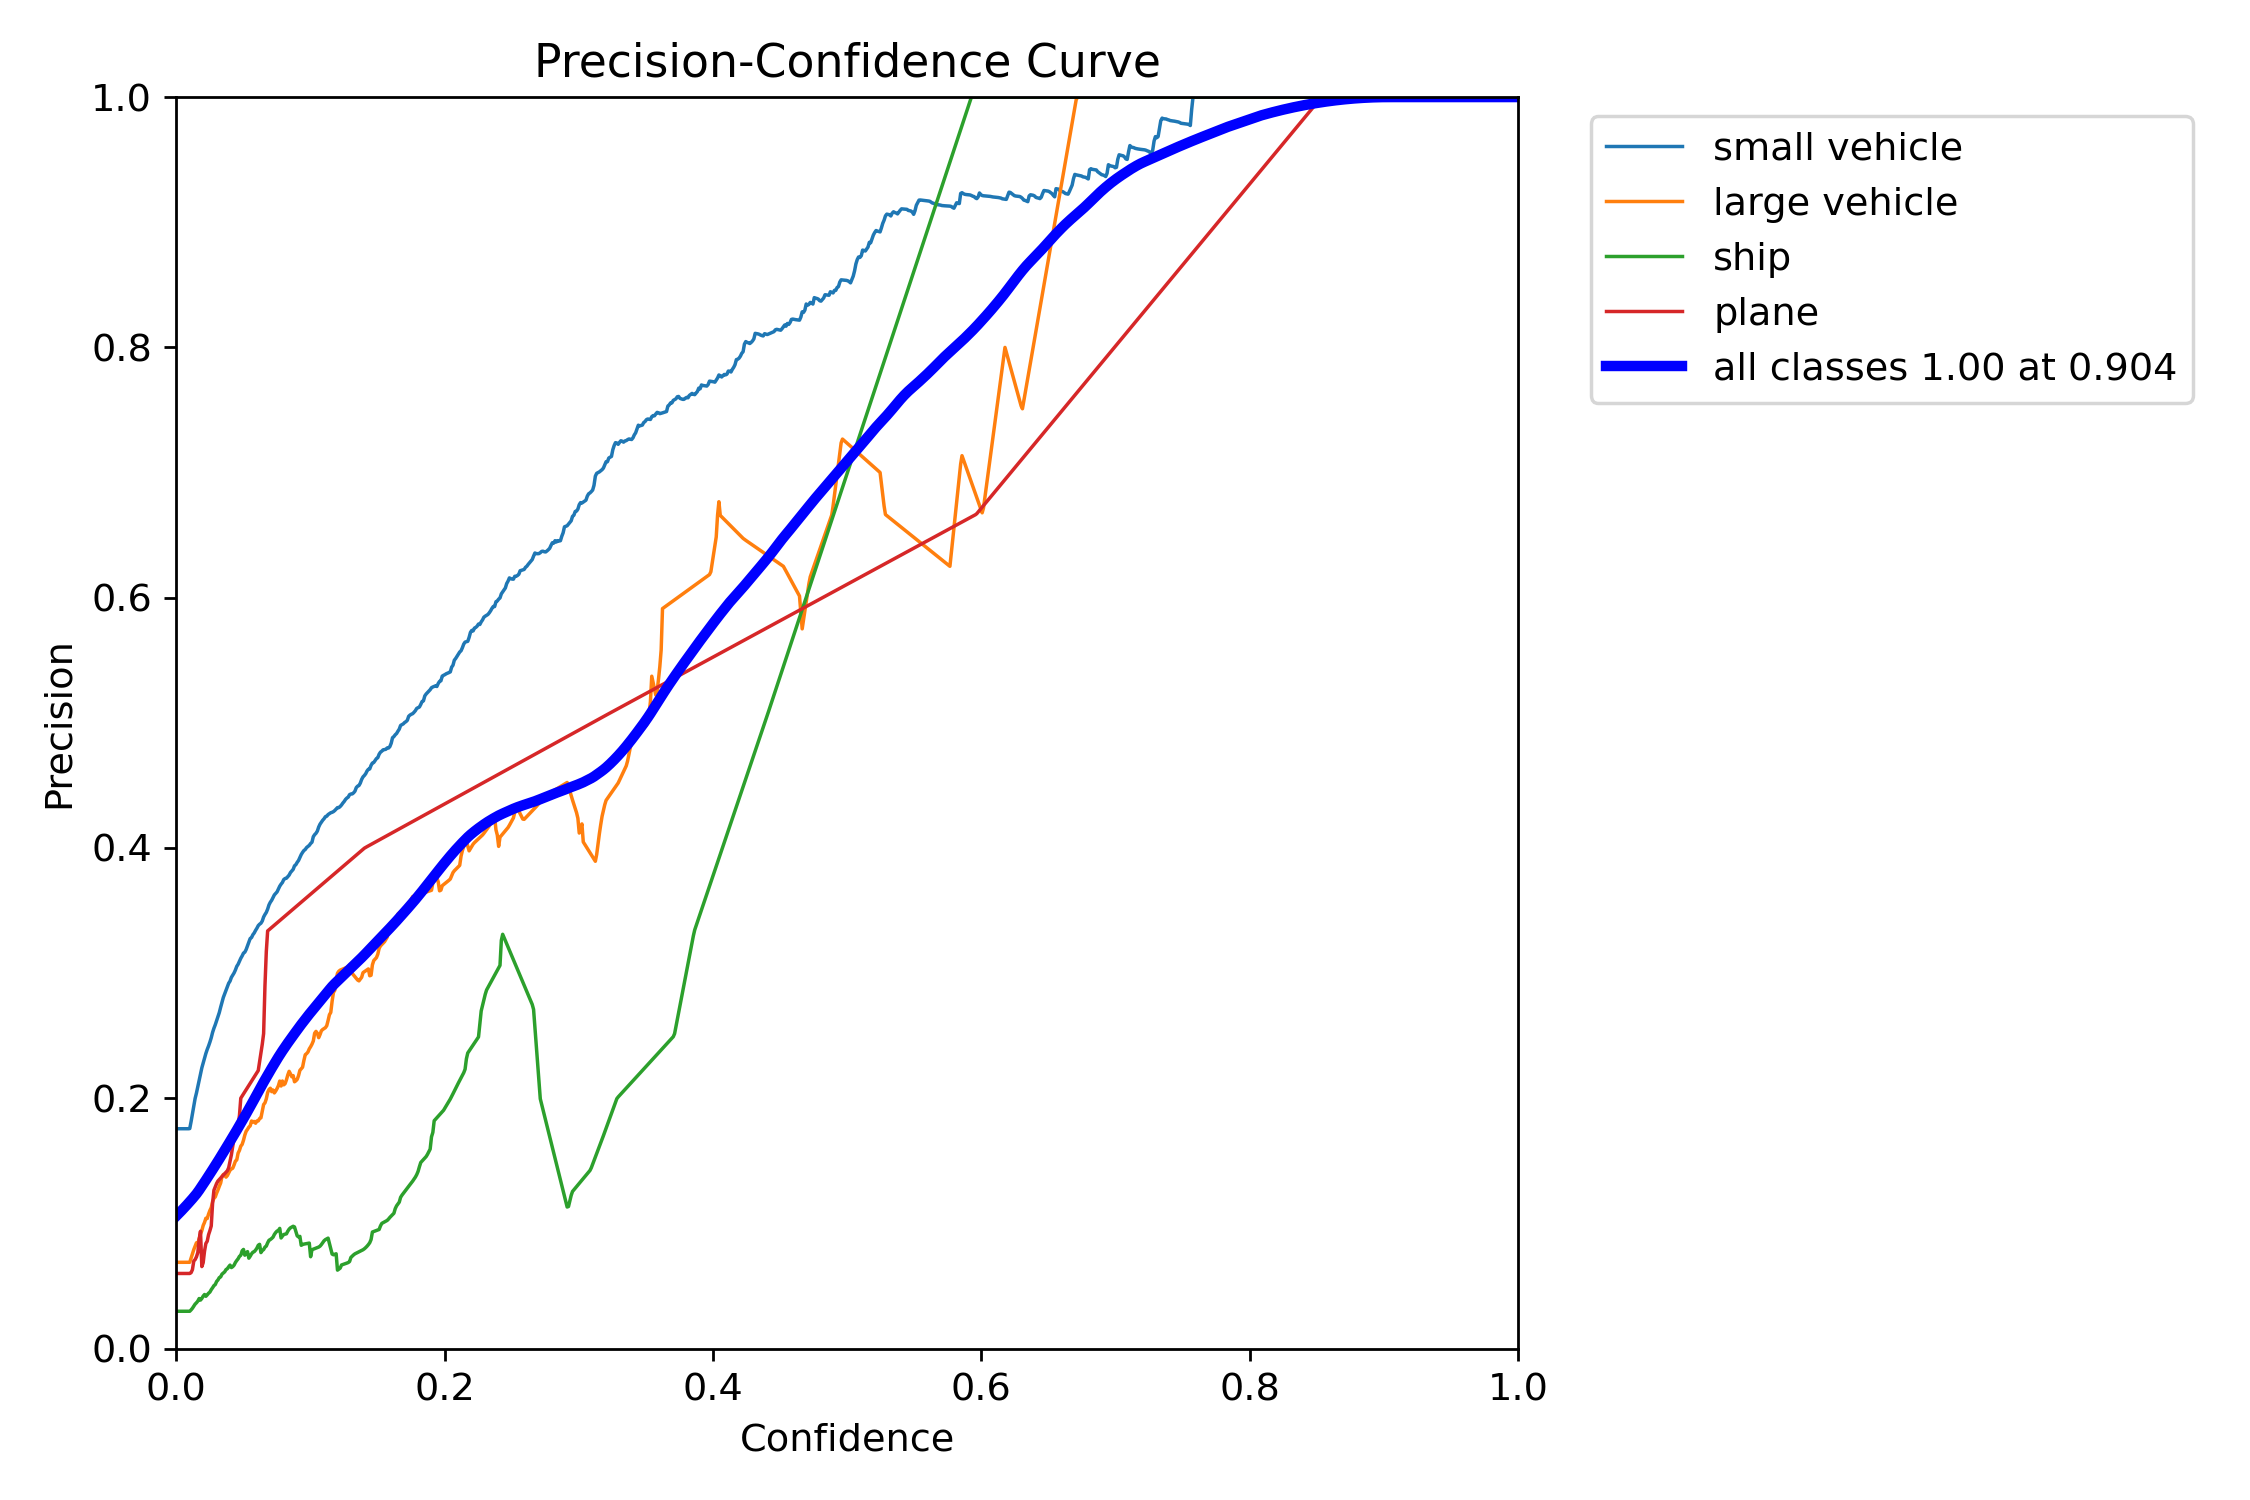 Precision-Confidence Curve
1.0
0.8
0.6
0.4
0.2
0.0
Precision
0.0 0.2 0.4 0.6 0.8 1.0
Confidence
small vehicle
large vehicle
ship
plane
all classes 1.00 at 0.904